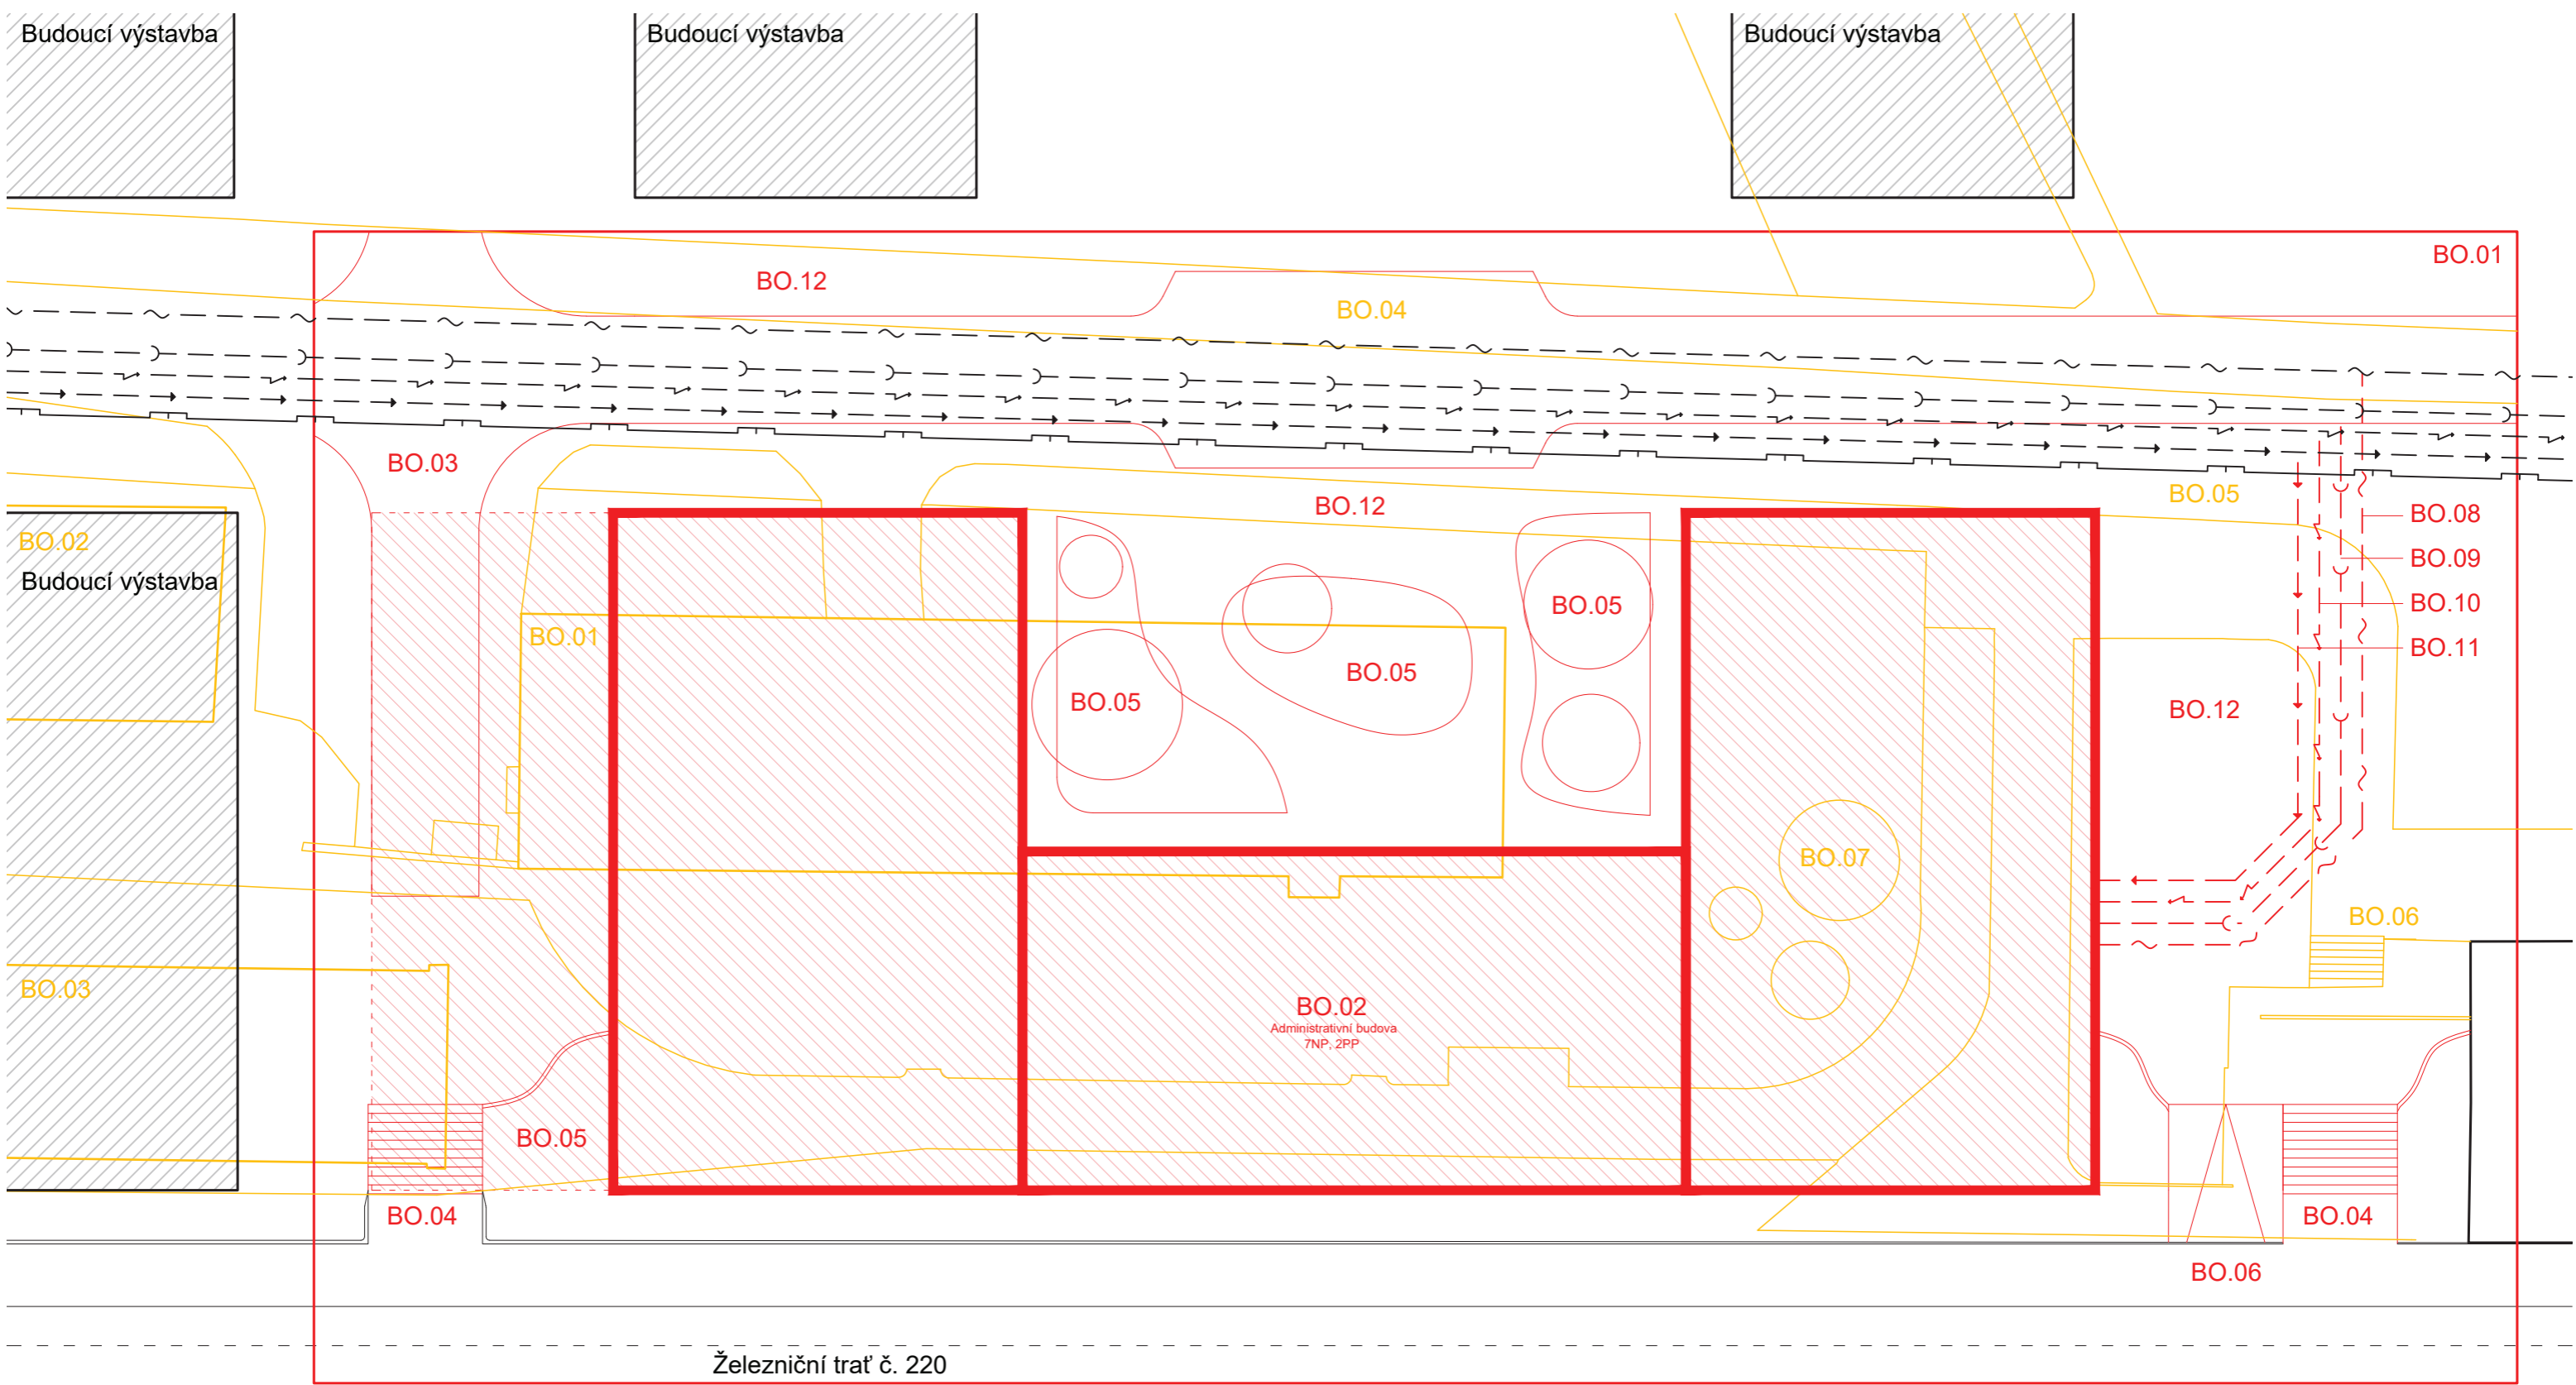 Budoucí výstavba
Budoucí výstavba
Budoucí výstavba
BO.01
BO.12
BO.04
BO.03
BO.12
BO.05
BO.08
BO.02
BO.09
Budoucí výstavba
BO.10
BO.05
BO.01
BO.11
BO.05
BO.05
BO.12
BO.07
BO.06
BO.03
BO.02
Administrativní budova
7NP, 2PP
BO.05
BO.04
BO.04
BO.06
Železniční trať č. 220